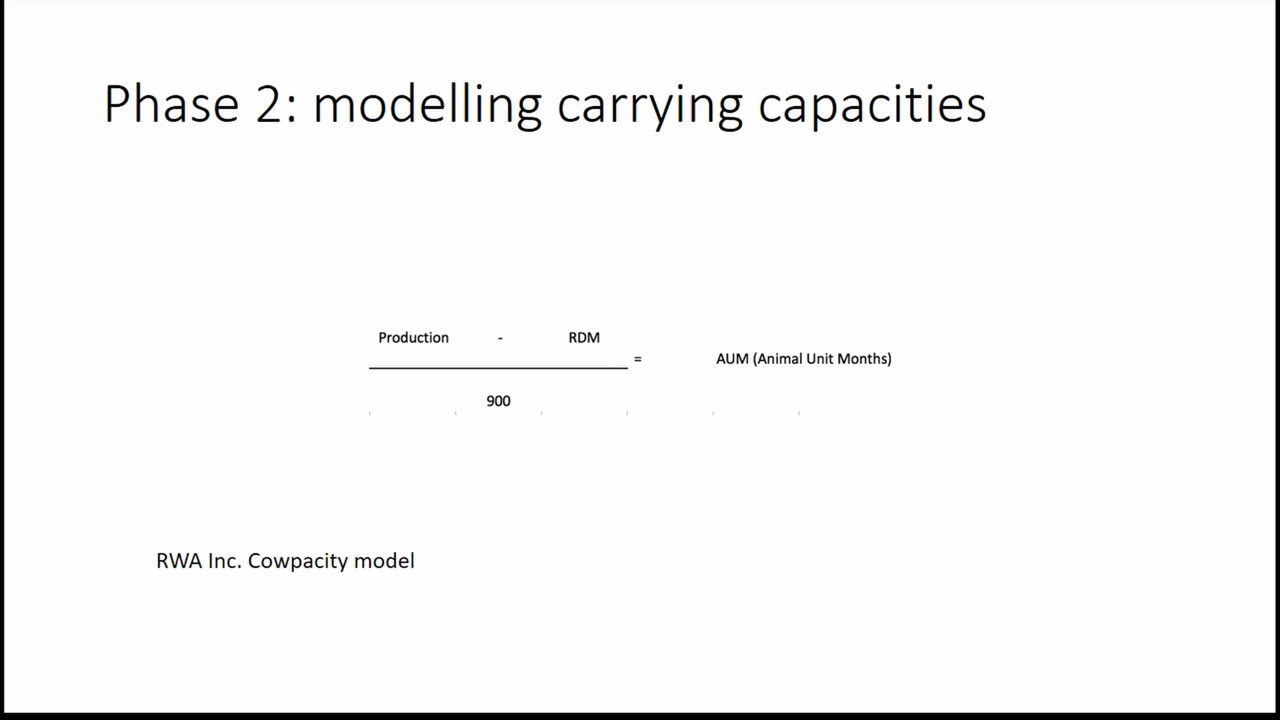 Phase 2: modelling carrying capacities
Production - RDM
= AUM (Animal Unit Months)
900
RWA Inc. Cowpacity model